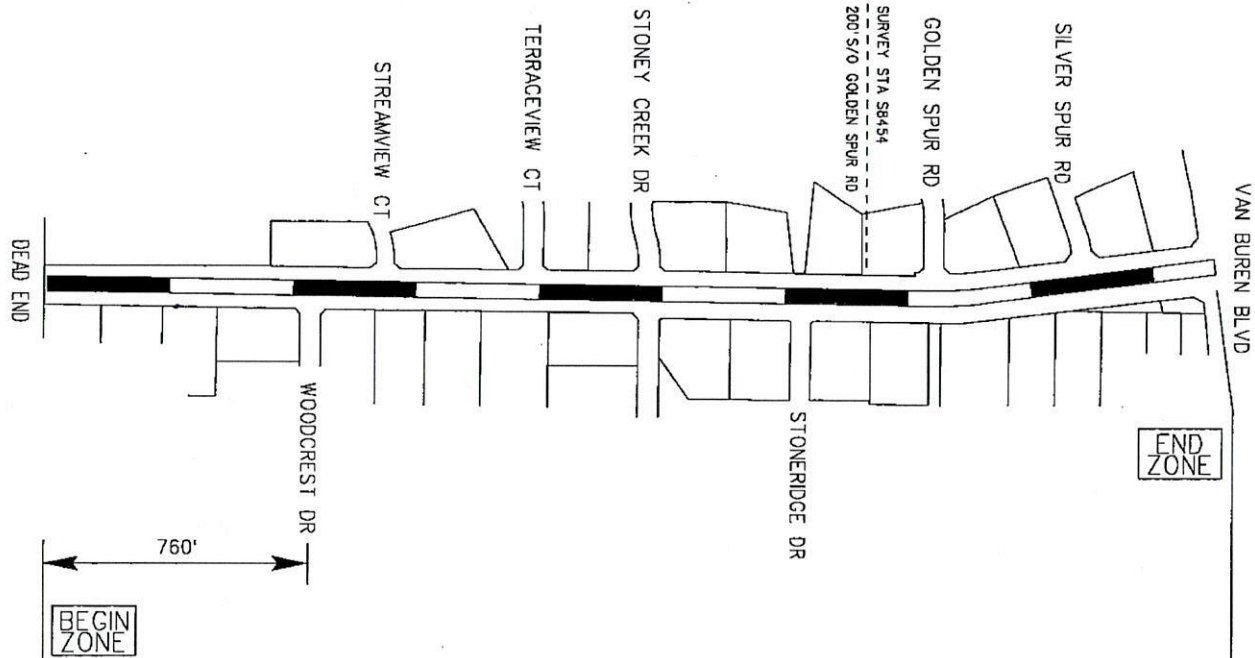 SURVEY STA SB454
200' S/O GOLDEN SPUR RD
GOLDEN SPUR RD
SILVER SPUR RD
VAN BUREN BLVD
STONEY CREEK DR
TERRACEVIEW CT
STREAMVIEW CT
DEAD END
WOODCREST DR
STONERIDGE DR
END
ZONE
760'
BEGIN
ZONE